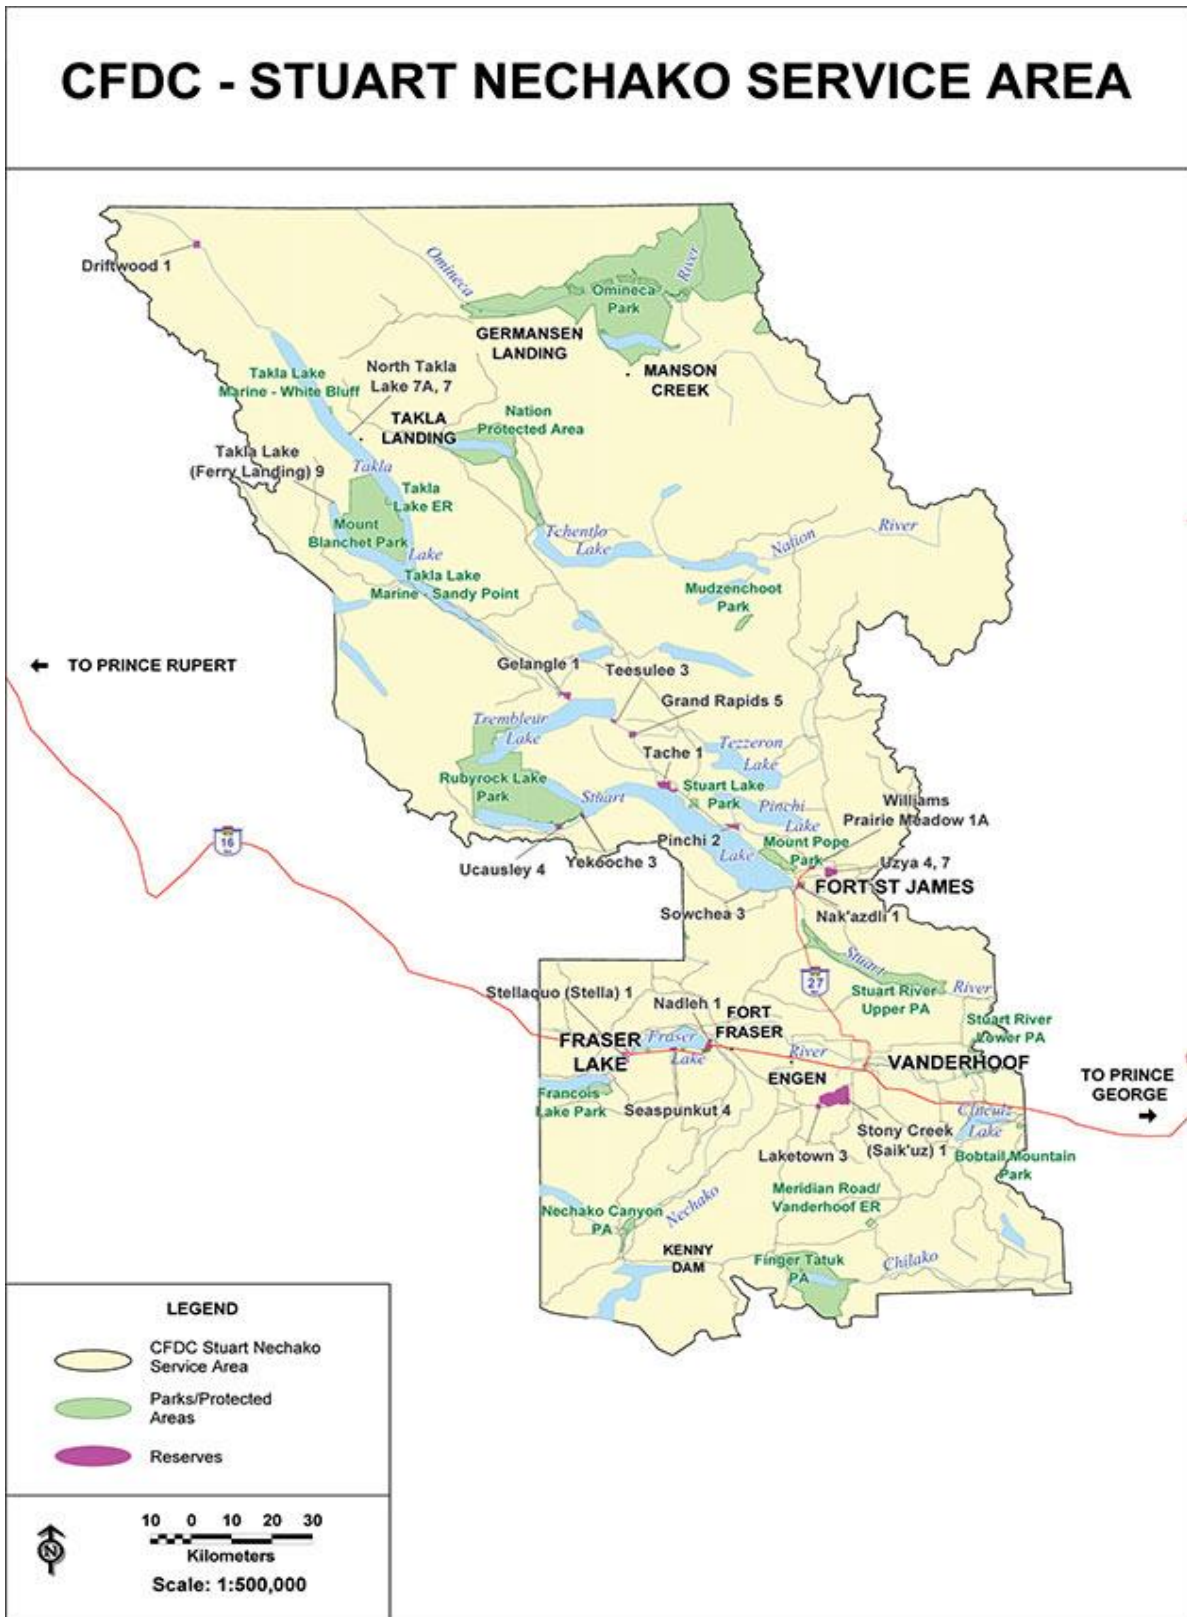 CFDC - STUART NECHAKO SERVICE AREA
Driftwood 1
Omineca
River
Omineca
Park
GERMANSEN
LANDING
MANSON
CREEK
Takla Lake
Marine - White Bluff
North Takla
Lake 7A, 7
TAKLA
LANDING
Nation
Protected Area
Takla Lake
(Ferry Landing) 9
Takla
Takla
Lake ER
Mount
Blanchet Park
Lake
Takla Lake
Marine - Sandy Point
Tchentlo
Lake
Nation
River
Mudzenchoot
Park
TO PRINCE RUPERT
Gelangle 1
Teesulee 3
Grand Rapids 5
Trembleur
Lake
Tache 1
Tezzeron
Lake
Rubyrock Lake
Park
Stuart
Stuart Lake
Park
Pinchi
Lake
Williams
Prairie Meadow 1A
16
Pinchi 2
Lake
Mount Pope
Park
Ucausley 4
Yekooche 3
Uzya 4, 7
FORT ST JAMES
Sowchea 3
Nak'azdli 1
Stuart
River
27
Stuart River
Upper PA
Stellaquo (Stella) 1
Nadleh 1
FORT
FRASER
Stuart River
Lower PA
FRASER
LAKE
Fraser
Lake
River
VANDERHOOF
ENGEN
TO PRINCE
GEORGE
Francois
Lake Park
Seaspunkut 4
Cluculz
Lake
Stony Creek
(Saik'uz) 1
Laketown 3
Bobtail Mountain
Park
Meridian Road/
Vanderhoof ER
Nechako Canyon
PA
Nechako
KENNY
DAM
Finger Tatuk
PA
Chilako
LEGEND
CFDC Stuart Nechako
Service Area
Parks/Protected
Areas
Reserves
N
10 0 10 20 30
Kilometers
Scale: 1:500,000